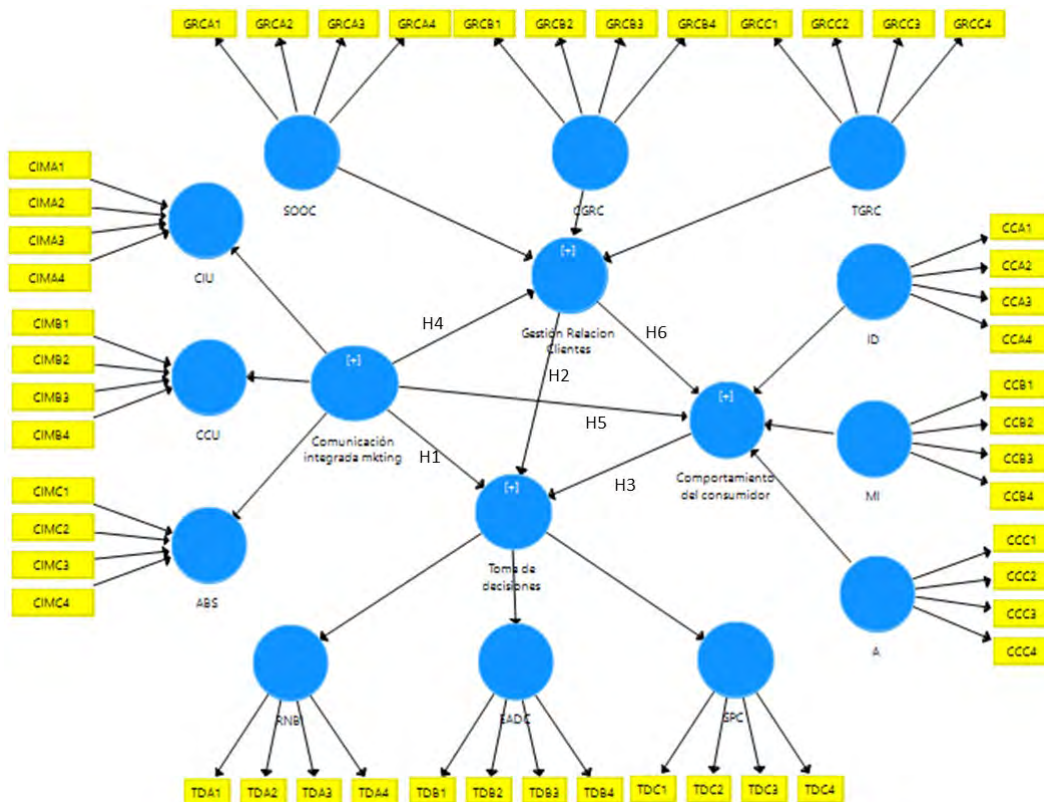 GRCA1 GRCA2 GRCA3 GRCA4 GRCB1 GRCB2 GRCB3 GRCB4 GRCC1 GRCC2 GRCC3 GRCC4
SOOC
CGRC
TGRC
CIMA1
CIMA2
CIMA3
CIMA4
CIU
CIMB1
CIMB2
CIMB3
CIMB4
CCU
CIMC1
CIMC2
CIMC3
CIMC4
ABS
[+]
Gestión Relacion
Clientes
H4
H6
H2
[+]
Comunicación
integrada mkting
H5
H1
[+]
Comportamiento
del consumidor
H3
[+]
Toma de
decisiones
CCA1
CCA2
CCA3
CCA4
ID
CCB1
CCB2
CCB3
CCB4
MI
CCC1
CCC2
CCC3
CCC4
A
RNB
EADC
SPC
TDA1 TDA2 TDA3 TDA4 TDB1 TDB2 TDB3 TDB4 TDC1 TDC2 TDC3 TDC4